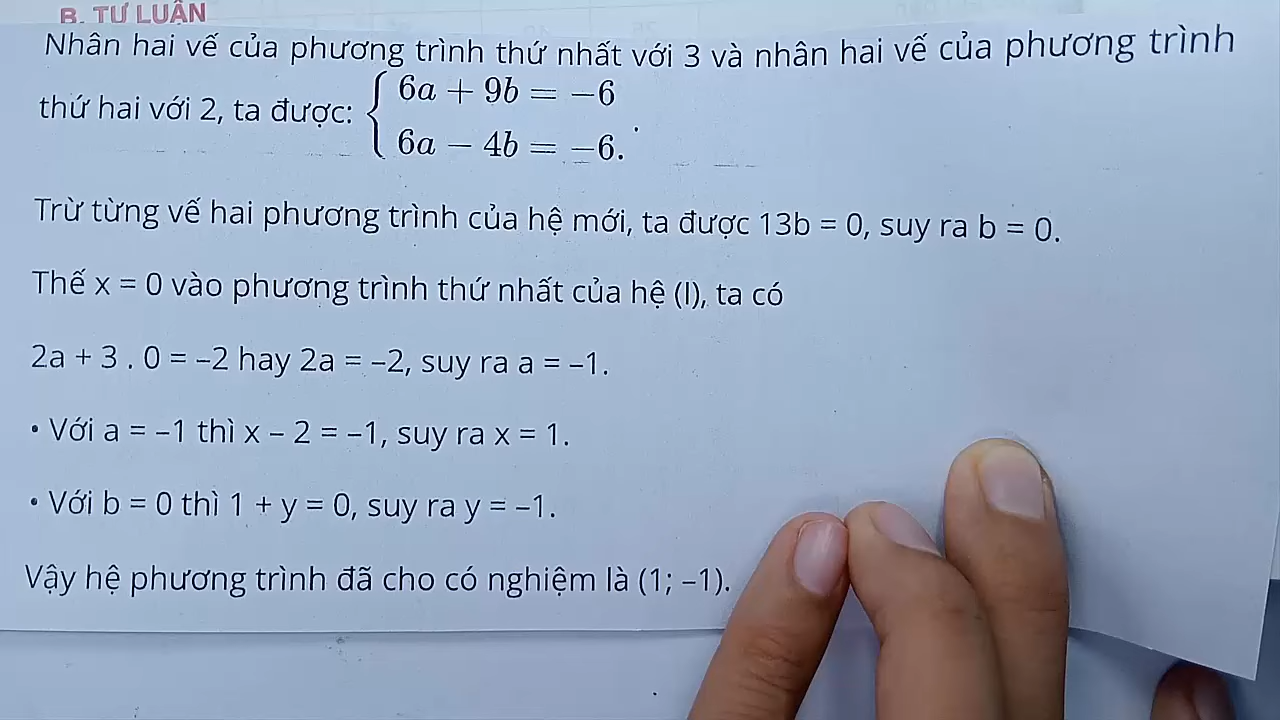 B. TỰ LUẬN
Nhân hai vế của phương trình thứ nhất với 3 và nhân hai vế của phương trình
thứ hai với 2, ta được: { 6a + 9b = −6
6a − 4b = −6. .
Trừ từng vế hai phương trình của hệ mới, ta được 13b = 0, suy ra b = 0.
Thế x = 0 vào phương trình thứ nhất của hệ (I), ta có
2a + 3 . 0 = –2 hay 2a = –2, suy ra a = –1.
• Với a = –1 thì x – 2 = –1, suy ra x = 1.
• Với b = 0 thì 1 + y = 0, suy ra y = –1.
Vậy hệ phương trình đã cho có nghiệm là (1; –1).